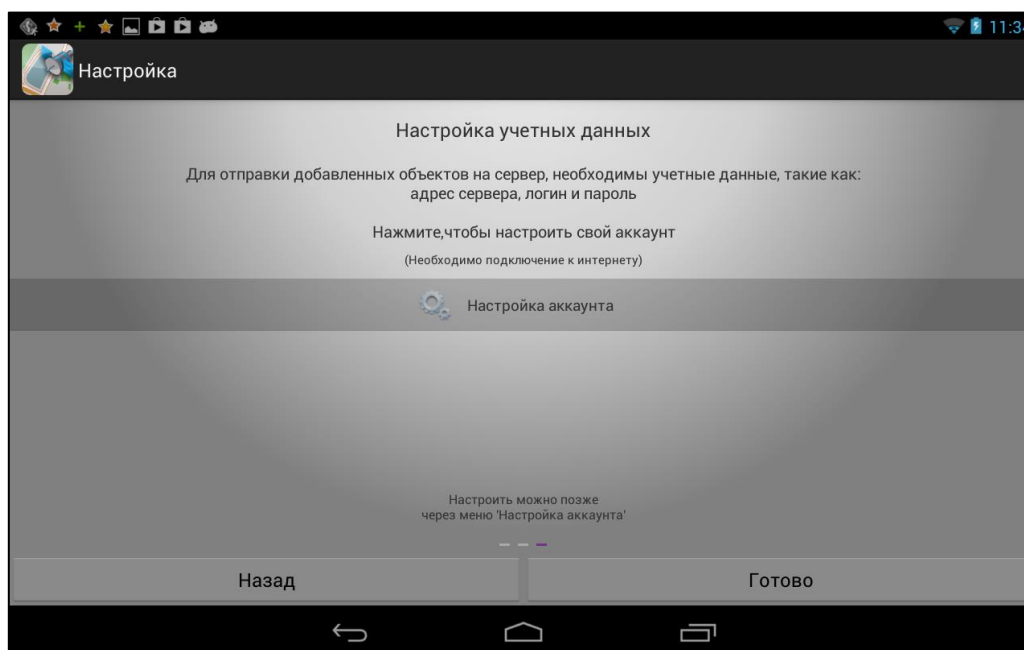 11:34
Настройка
Настройка учетных данных
Для отправки добавленных объектов на сервер, необходимы учетные данные, такие как:
адрес сервера, логин и пароль
Нажмите,чтобы настроить свой аккаунт
(Необходимо подключение к интернету)
Настройка аккаунта
Настроить можно позже
через меню 'Настройка аккаунта'
Назад
Готово